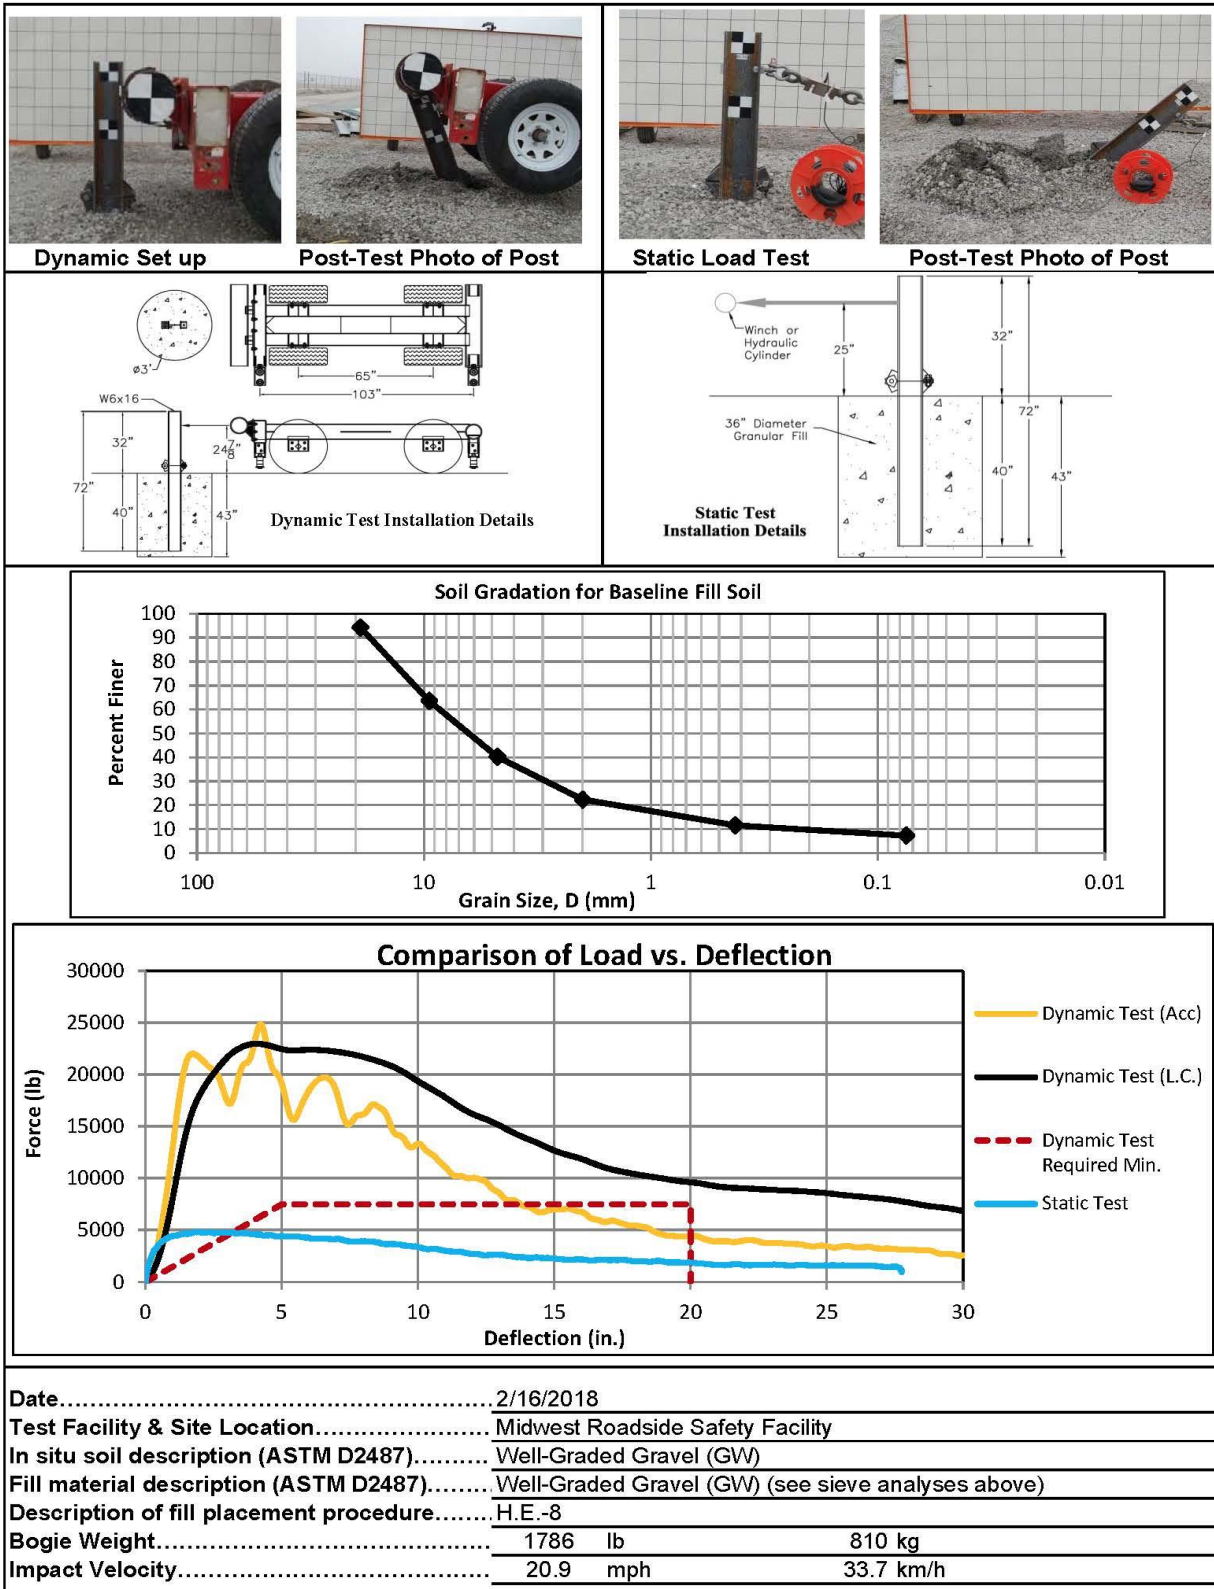 Dynamic Set up
Post-Test Photo of Post
Static Load Test
Post-Test Photo of Post
ø3'
65"
103"
W6x16
32"
24 7/8"
72"
40"
43"
Dynamic Test Installation Details
Winch or
Hydraulic
Cylinder
25"
32"
72"
36" Diameter
Granular Fill
40"
43"
Static Test
Installation Details
Soil Gradation for Baseline Fill Soil
Percent Finer
100
90
80
70
60
50
40
30
20
10
0
100 10 1 0.1 0.01
Grain Size, D (mm)
Comparison of Load vs. Deflection
Force (lb)
30000
25000
20000
15000
10000
5000
0
0 5 10 15 20 25 30
Deflection (in.)
Dynamic Test (Acc)
Dynamic Test (L.C.)
Dynamic Test
Required Min.
Static Test
Date.................................................... 2/16/2018
Test Facility & Site Location..................... Midwest Roadside Safety Facility
In situ soil description (ASTM D2487)........ Well-Graded Gravel (GW)
Fill material description (ASTM D2487)........ Well-Graded Gravel (GW) (see sieve analyses above)
Description of fill placement procedure....... H.E.-8
Bogie Weight......................................... 1786 lb 810 kg
Impact Velocity...................................... 20.9 mph 33.7 km/h